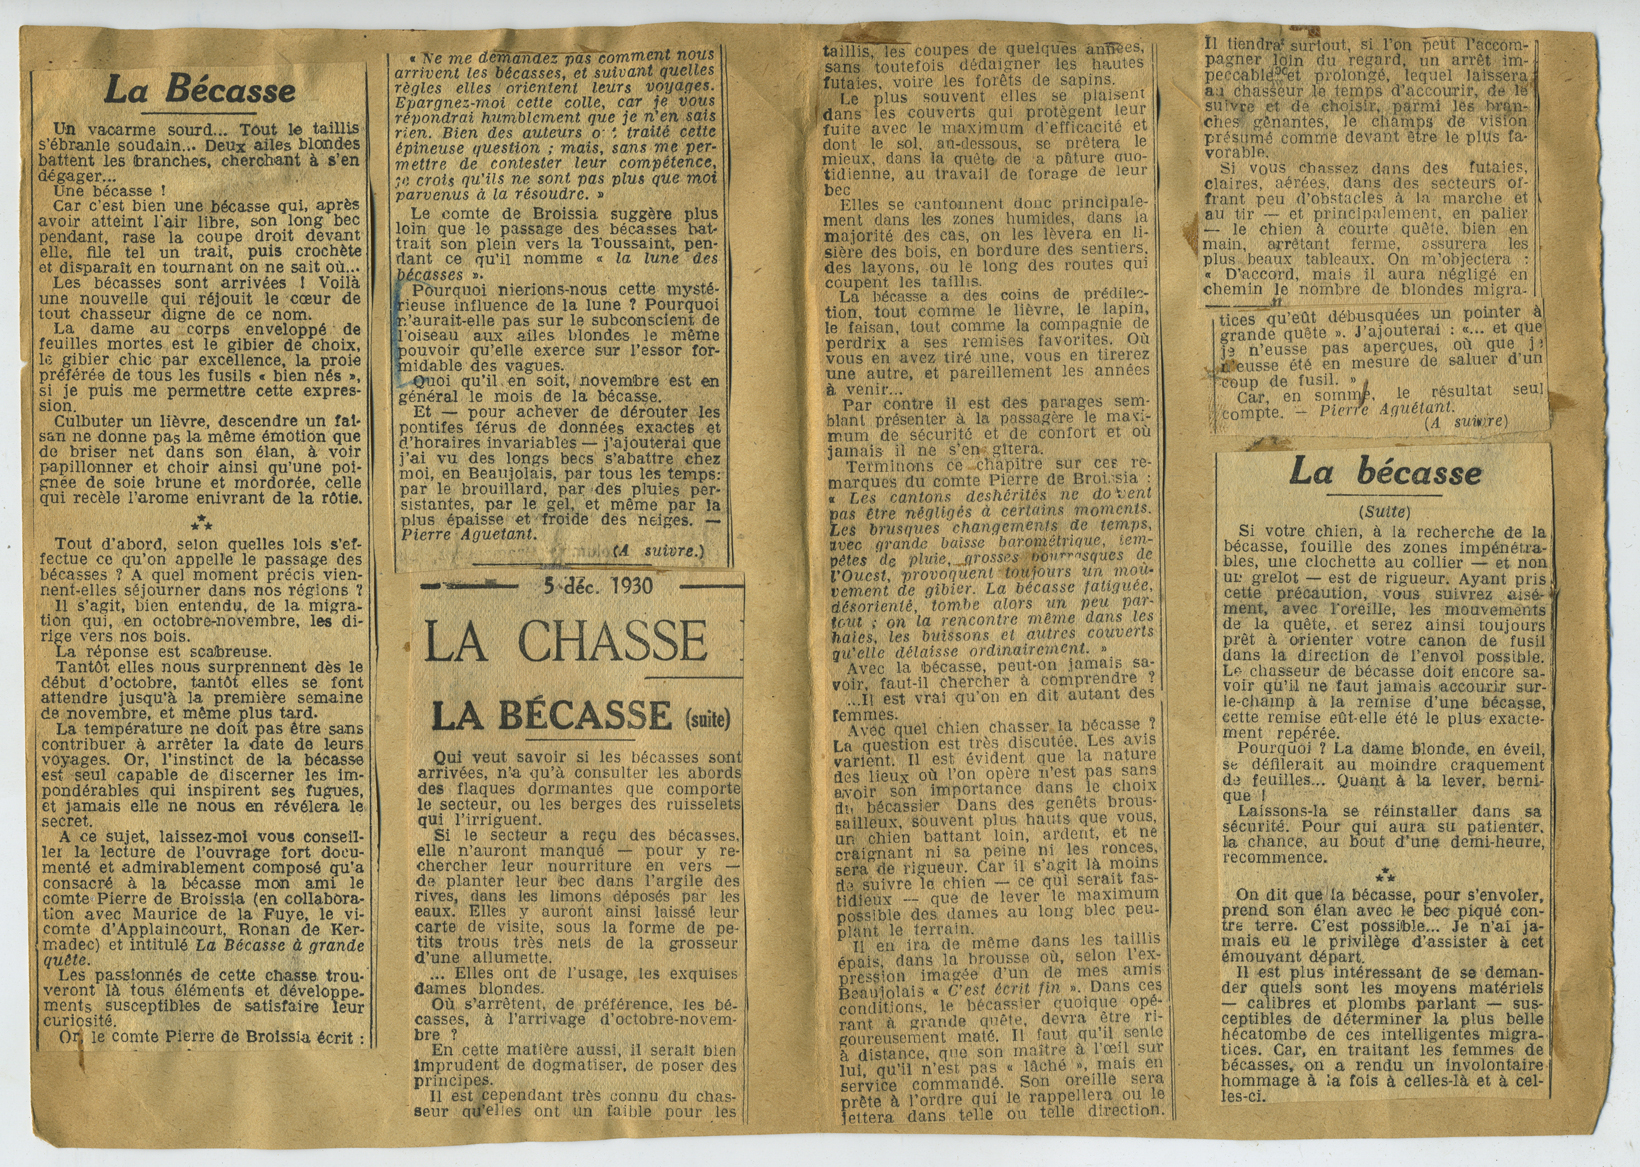 La Bécasse
Un vacarme sourd... Tout le taillis
s'ébranle soudain... Deux ailes blondes
battent les branches, cherchant à s'en
dégager...
Une bécasse !
Car c'est bien une bécasse qui, après
avoir atteint l'air libre, son long bec
pendant, rase la coupe droit devant
elle, file tel un trait, puis crochète
et disparaît en tournant on ne sait où...
Les bécasses sont arrivées ! Voilà
une nouvelle qui réjouit le cœur de
tout chasseur digne de ce nom.
La dame au corps enveloppé de
feuilles mortes est le gibier de choix,
le gibier chic par excellence, la proie
préférée de tous les fusils « bien nés »,
si je puis me permettre cette expres-
sion.
Culbuter un lièvre, descendre un fai-
san ne donne pas la même émotion que
de briser net dans son élan, à voir
papillonner et choir ainsi qu'une poi-
gnée de soie brune et mordorée, celle
qui recèle l'arome enivrant de la rôtie.
⁂
Tout d'abord, selon quelles lois s'ef-
fectue ce qu'on appelle le passage des
bécasses ? A quel moment précis vien-
nent-elles séjourner dans nos régions ?
Il s'agit, bien entendu, de la migra-
tion qui, en octobre-novembre, les di-
rige vers nos bois.
La réponse est scabreuse.
Tantôt elles nous surprennent dès le
début d'octobre, tantôt elles se font
attendre jusqu'à la première semaine
de novembre, et même plus tard.
La température ne doit pas être sans
contribuer à arrêter la date de leurs
voyages. Or, l'instinct de la bécasse
est seul capable de discerner les im-
pondérables qui inspirent ses fugues,
et jamais elle ne nous en révélera le
secret.
A ce sujet, laissez-moi vous conseil-
ler la lecture de l'ouvrage fort docu-
menté et admirablement composé qu'a
consacré à la bécasse mon ami le
comte Pierre de Broissia (en collabora-
tion avec Maurice de la Fuye, le vi-
comte d'Applaincourt, Ronan de Ker-
madec) et intitulé La Bécasse à grande
quête.
Les passionnés de cette chasse trou-
veront là tous éléments et développe-
ments susceptibles de satisfaire leur
curiosité.
Or, le comte Pierre de Broissia écrit :
« Ne me demandez pas comment nous
arrivent les bécasses, et suivant quelles
règles elles orientent leurs voyages.
Epargnez-moi cette colle, car je vous
répondrai humblement que je n'en sais
rien. Bien des auteurs o t traité cette
épineuse question ; mais, sans me per-
mettre de contester leur compétence,
je crois qu'ils ne sont pas plus que moi
parvenus à la résoudre. »
Le comte de Broissia suggère plus
loin que le passage des bécasses bat-
trait son plein vers la Toussaint, pen-
dant ce qu'il nomme « la lune des
bécasses ».
Pourquoi nierions-nous cette mysté-
rieuse influence de la lune ? Pourquoi
n'aurait-elle pas sur le subconscient de
l'oiseau aux ailes blondes le même
pouvoir qu'elle exerce sur l'essor for-
midable des vagues.
Quoi qu'il en soit, novembre est en
général le mois de la bécasse.
Et — pour achever de dérouter les
pontifes férus de données exactes et
d'horaires invariables — j'ajouterai que
j'ai vu des longs becs s'abattre chez
moi, en Beaujolais, par tous les temps:
par le brouillard, par des pluies per-
sistantes, par le gel, et même par la
plus épaisse et froide des neiges. —
Pierre Aguetant.
(A suivre.)
5 déc. 1930
LA CHASSE
LA BÉCASSE (suite)
Qui veut savoir si les bécasses sont
arrivées, n'a qu'à consulter les abords
des flaques dormantes que comporte
le secteur, ou les berges des ruisselets
qui l'irriguent.
Si le secteur a reçu des bécasses,
elle n'auront manqué — pour y re-
chercher leur nourriture en vers —
de planter leur bec dans l'argile des
rives, dans les limons déposés par les
eaux. Elles y auront ainsi laissé leur
carte de visite, sous la forme de pe-
tits trous très nets de la grosseur
d'une allumette.
... Elles ont de l'usage, les exquises
dames blondes.
Où s'arrêtent, de préférence, les bé-
casses, à l'arrivage d'octobre-novem-
bre ?
En cette matière aussi, il serait bien
imprudent de dogmatiser, de poser des
principes.
Il est cependant très connu du chas-
seur qu'elles ont un faible pour les
taillis, les coupes de quelques années,
sans toutefois dédaigner les hautes
futaies, voire les forêts de sapins.
Le plus souvent elles se plaisent
dans les couverts qui protègent leur
fuite avec le maximum d'efficacité et
dont le sol, au-dessous, se prêtera le
mieux, dans la quête de a pâture quo-
tidienne, au travail de forage de leur
bec
Elles se cantonnent donc principale-
ment dans les zones humides, dans la
majorité des cas, on les lèvera en li-
sière des bois, en bordure des sentiers,
des layons, ou le long des routes qui
coupent les taillis.
La bécasse a des coins de prédilec-
tion, tout comme le lièvre, le lapin,
le faisan, tout comme la compagnie de
perdrix a ses remises favorites. Où
vous en avez tiré une, vous en tirerez
une autre, et pareillement les années
à venir...
Par contre il est des parages sem-
blant présenter à la passagère le maxi-
mum de sécurité et de confort et où
jamais il ne s'en gîtera.
Terminons ce chapitre sur ces re-
marques du comte Pierre de Broissia :
« Les cantons deshérités ne doivent
pas être négligés à certains moments.
Les brusques changements de temps,
avec grande baisse barométrique, tem-
pêtes de pluie, grosses bourrasques de
l'Ouest, provoquent toujours un mou-
vement de gibier. La bécasse fatiguée,
désorientée, tombe alors un peu par-
tout ; on la rencontre même dans les
haies, les buissons et autres couverts
qu'elle délaisse ordinairement. »
Avec la bécasse, peut-on jamais sa-
voir, faut-il chercher à comprendre ?
...Il est vrai qu'on en dit autant des
femmes.
Avec quel chien chasser la bécasse ?
La question est très discutée. Les avis
varient. Il est évident que la nature
des lieux où l'on opère n'est pas sans
avoir son importance dans le choix
du bécassier Dans des genêts brous-
sailleux, souvent plus hauts que vous,
un chien battant loin, ardent, et ne
craignant ni sa peine ni les ronces,
sera de rigueur. Car il s'agit là moins
de suivre le chien — ce qui serait fas-
tidieux — que de lever le maximum
possible des dames au long blec peu-
plant le terrain.
Il en ira de même dans les taillis
épais, dans la brousse où, selon l'ex-
pression imagée d'un de mes amis
Beaujolais « C'est écrit fin ». Dans ces
conditions, le bécassier quoique opé-
rant à grande quête, devra être ri-
goureusement maté. Il faut qu'il sente
à distance, que son maître à l'œil sur
lui, qu'il n'est pas « lâché », mais en
service commandé. Son oreille sera
prête à l'ordre qui le rappellera ou le
jettera dans telle ou telle direction.
Il tiendra surtout, si l'on peut l'accom-
pagner loin du regard, un arrêt im-
peccable et prolongé, lequel laissera
au chasseur le temps d'accourir, de le
suivre et de choisir, parmi les bran-
ches gênantes, le champs de vision
présumé comme devant être le plus fa-
vorable.
Si vous chassez dans des futaies,
claires, aérées, dans des secteurs of-
frant peu d'obstacles à la marche et
au tir — et principalement, en palier
— le chien à courte quête, bien en
main, arrêtant ferme, assurera les
plus beaux tableaux. On m'objectera :
« D'accord, mais il aura négligé en
chemin le nombre de blondes migra-
tices qu'eût débusquées un pointer à
grande quête ». J'ajouterai : «... et que
je n'eusse pas aperçues, où que je
n'eusse été en mesure de saluer d'un
coup de fusil. »
Car, en somme, le résultat seul
compte. — Pierre Aguétant.
(A suivre)
La bécasse
(Suite)
Si votre chien, à la recherche de la
bécasse, fouille des zones impénétra-
bles, une clochette au collier — et non
un grelot — est de rigueur. Ayant pris
cette précaution, vous suivrez aisé-
ment, avec l'oreille, les mouvements
de la quête, et serez ainsi toujours
prêt à orienter votre canon de fusil
dans la direction de l'envol possible.
Le chasseur de bécasse doit encore sa-
voir qu'il ne faut jamais accourir sur-
le-champ à la remise d'une bécasse,
cette remise eût-elle été le plus exacte-
ment repérée.
Pourquoi ? La dame blonde, en éveil,
se défilerait au moindre craquement
de feuilles... Quant à la lever, berni-
que !
Laissons-la se réinstaller dans sa
sécurité. Pour qui aura su patienter,
la chance, au bout d'une demi-heure,
recommence.
⁂
On dit que la bécasse, pour s'envoler,
prend son élan avec le bec piqué con-
tre terre. C'est possible... Je n'ai ja-
mais eu le privilège d'assister à cet
émouvant départ.
Il est plus intéressant de se deman-
der quels sont les moyens matériels
— calibres et plombs parlant — sus-
ceptibles de déterminer la plus belle
hécatombe de ces intelligentes migra-
tices. Car, en traitant les femmes de
bécasses, on a rendu un involontaire
hommage à la fois à celles-là et à cel-
les-ci.